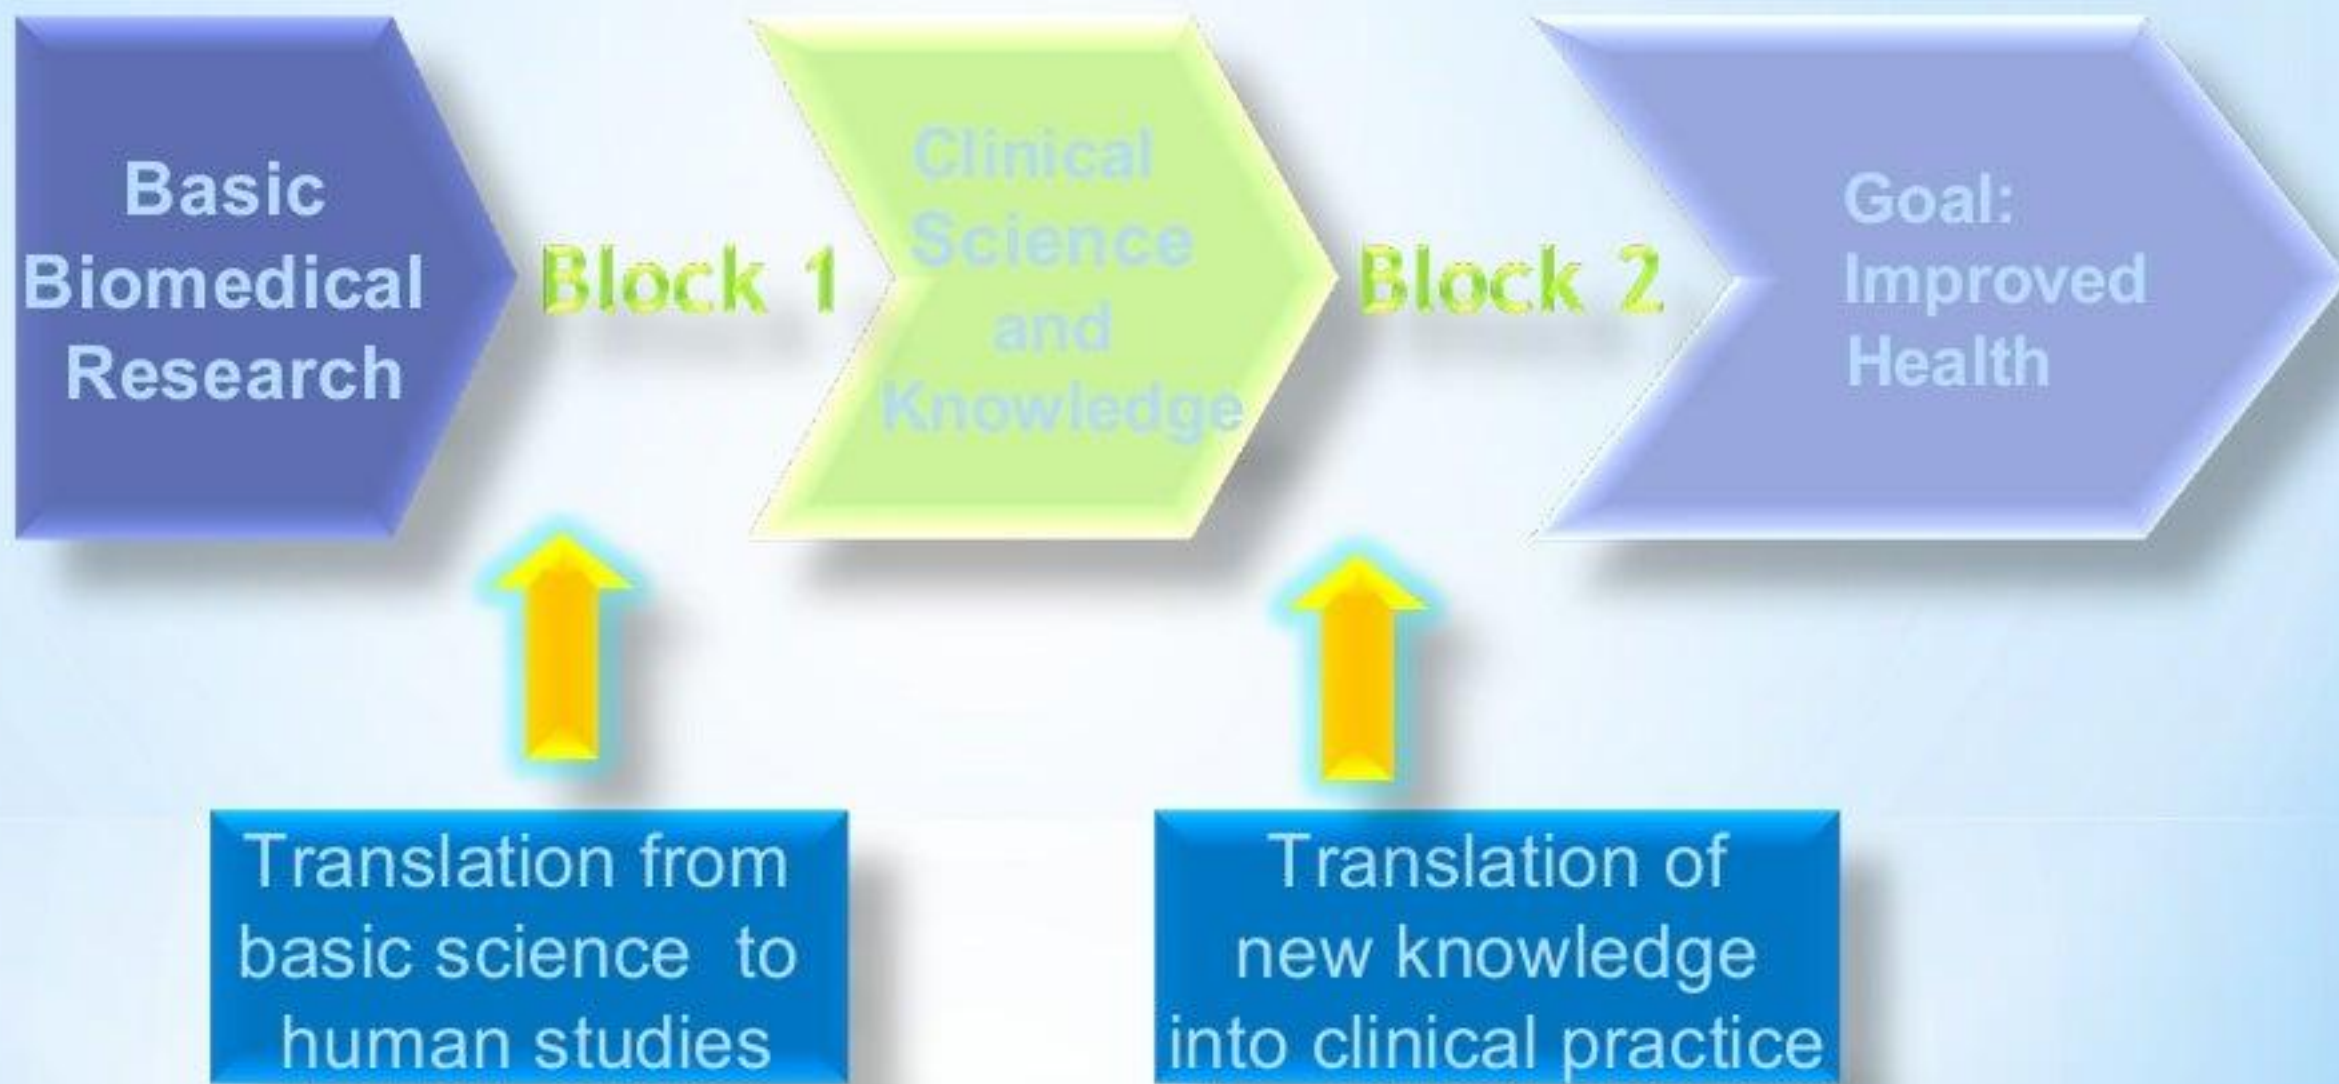 Basic
Biomedical
Research
Block 1
Clinical
Science
and
Knowledge
Block 2
Goal:
Improved
Health
Translation from
basic science to
human studies
Translation of
new knowledge
into clinical practice